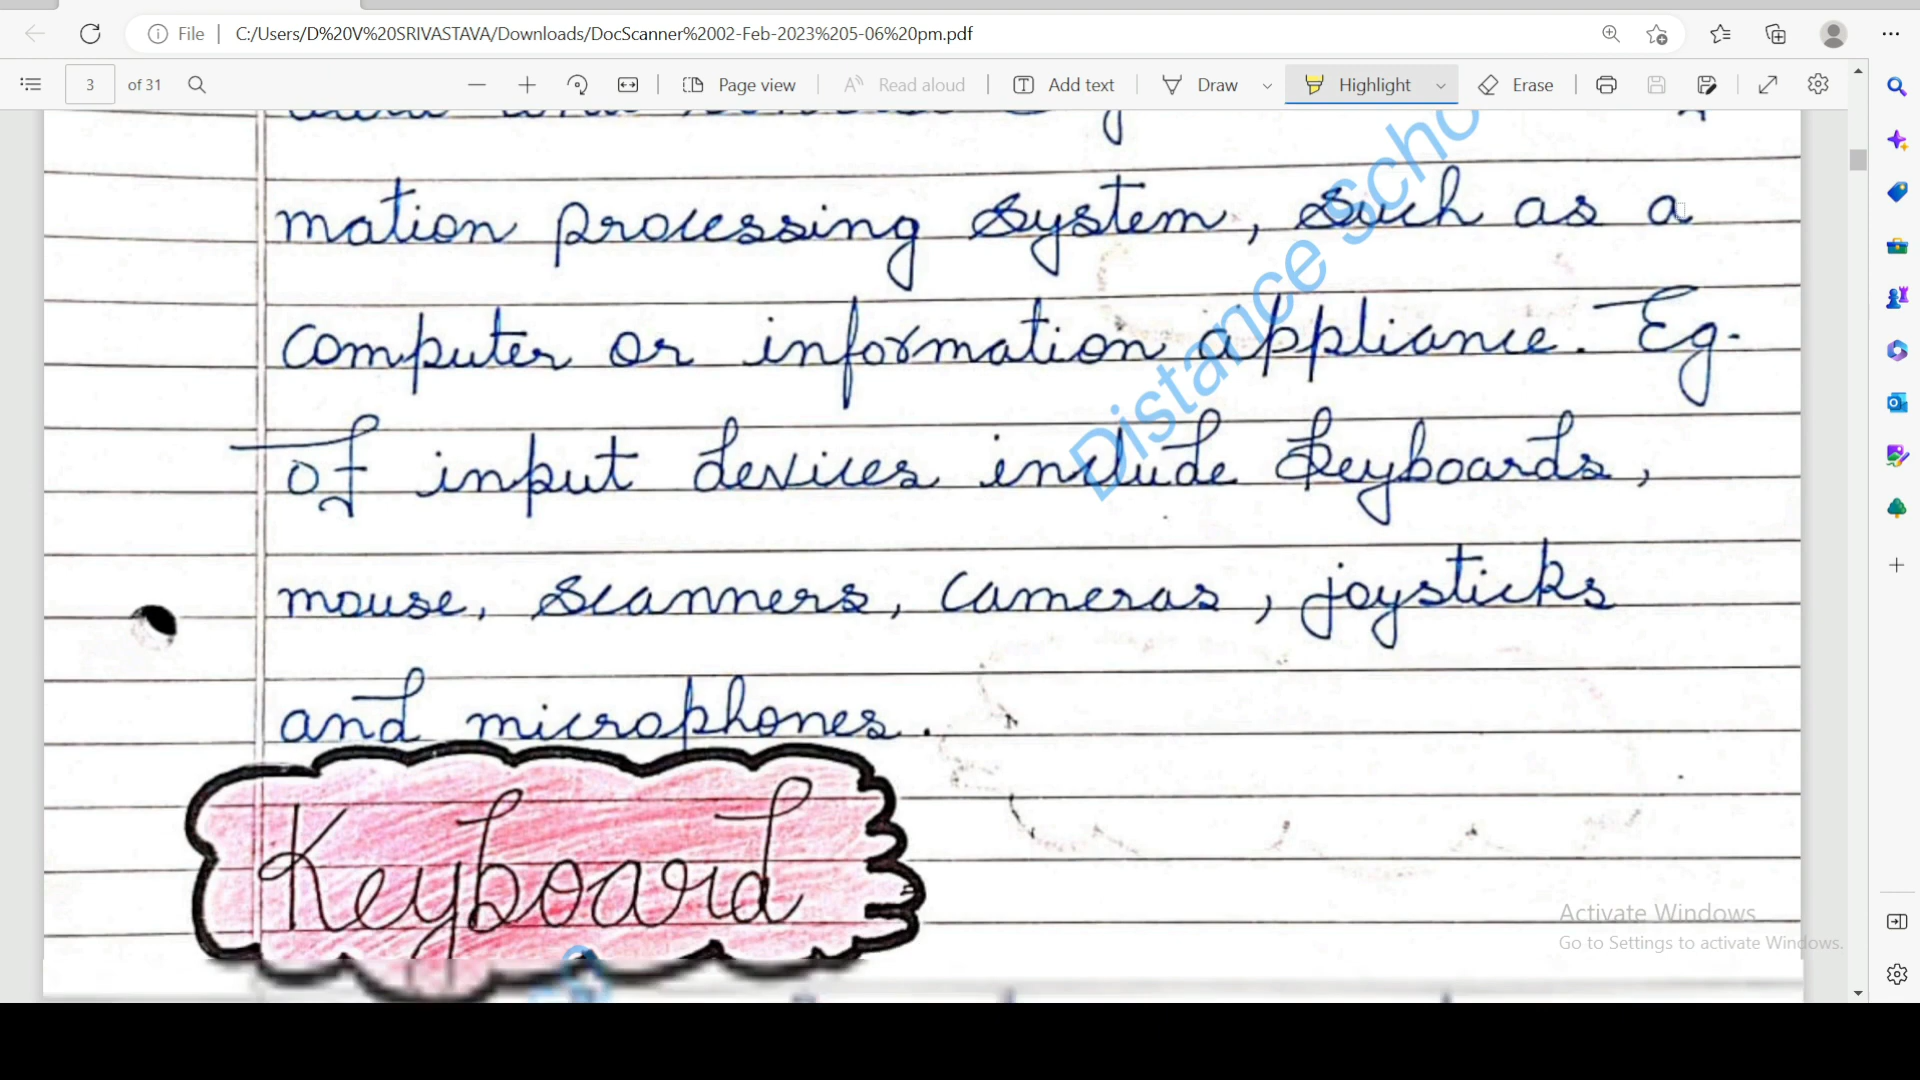 File
C:/Users/D%20V%20SRIVASTAVA/Downloads/DocScanner%2002-Feb-2023%205-06%20pm.pdf
3 of 31
Page view
Read aloud
Add text
Draw
Highlight
Erase
mation processing system, such as a
computer or information appliance. Eg.
of input devices include keyboards,
mouse, scanners, cameras, joysticks
and microphones.
Keyboard
Distance Scho
Activate Windows
Go to Settings to activate Windows.